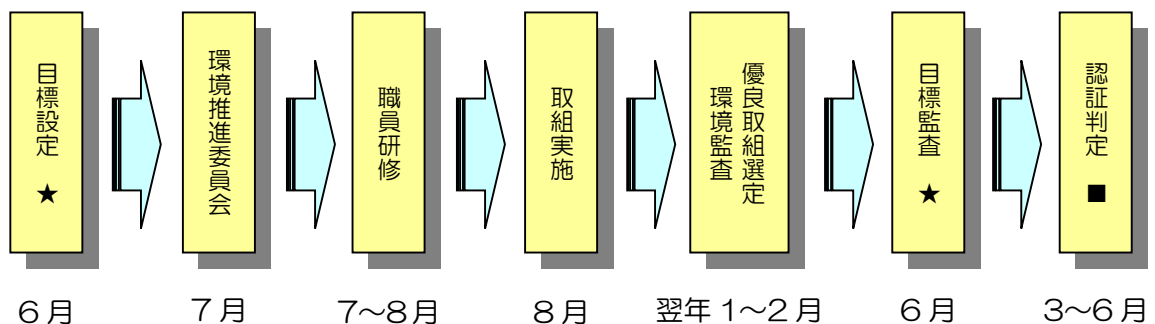 目標設定 ★
環境推進委員会
職員研修
取組実施
優良取組選定
環境監査
目標監査 ★
認証判定 ■
6月
7月
7～8月
8月
翌年 1～2月
6月
3～6月